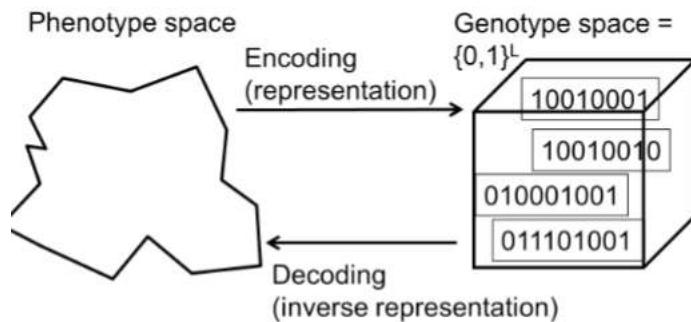 Phenotype space
Encoding
(representation)
Genotype space =
{0,1}ᴸ
10010001
10010010
010001001
011101001
Decoding
(inverse representation)